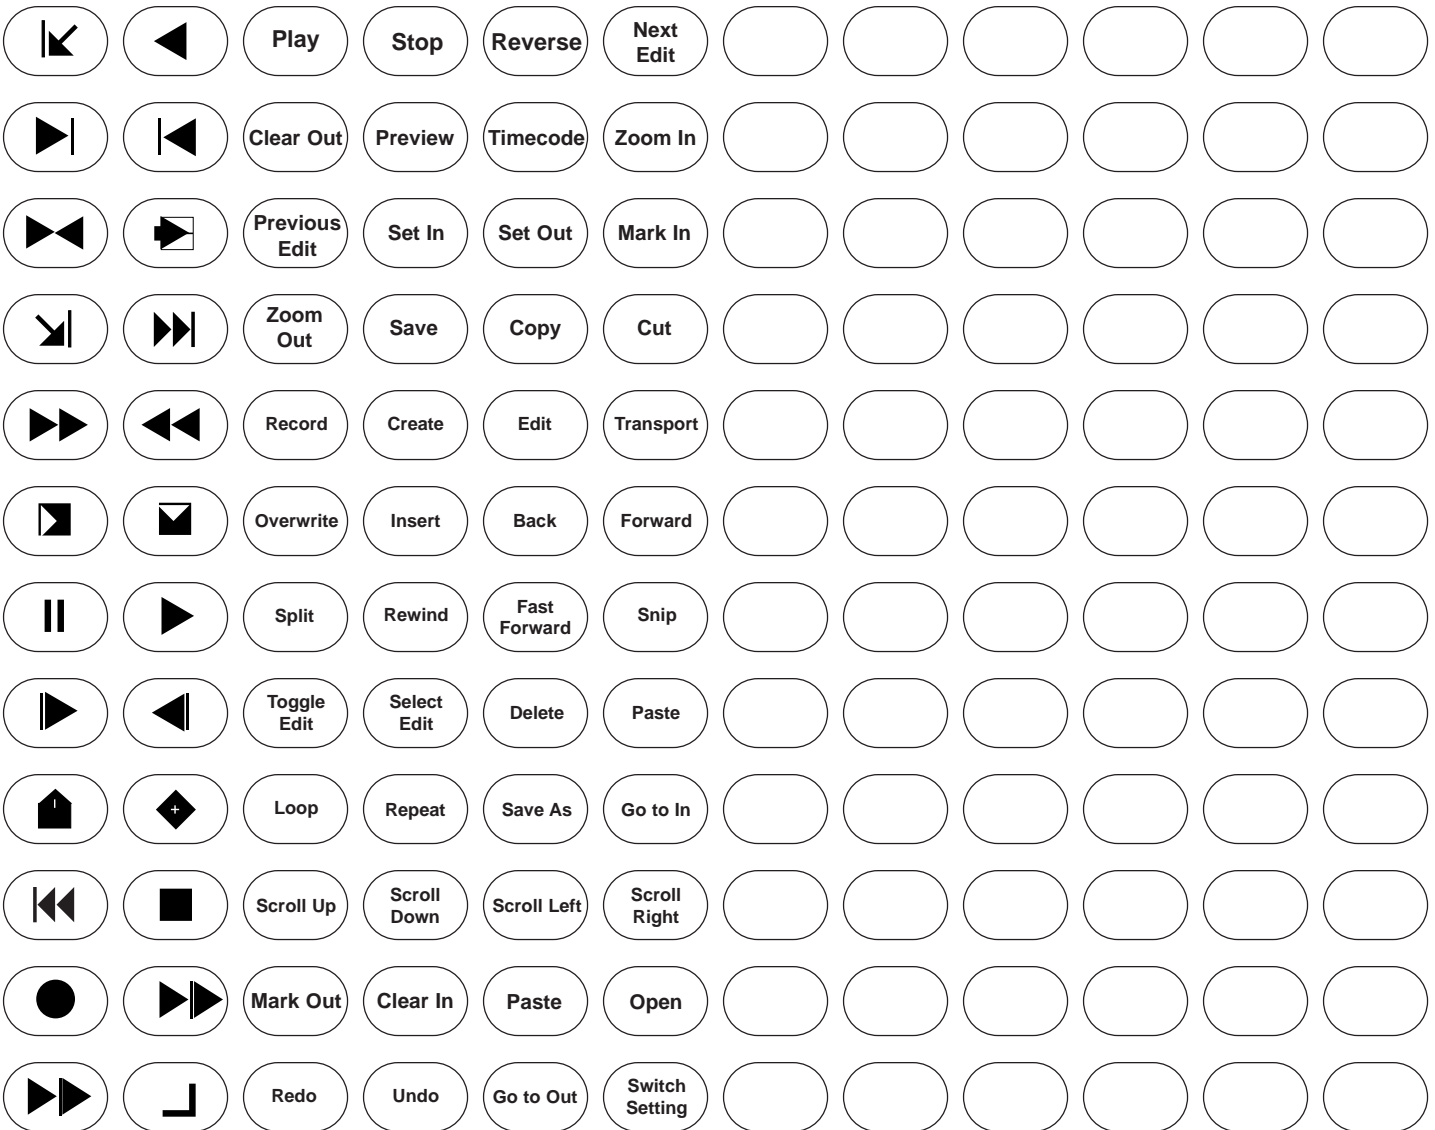 Play
Stop
Reverse
Next
Edit
Clear Out
Preview
Timecode
Zoom In
Previous
Edit
Set In
Set Out
Mark In
Zoom
Out
Save
Copy
Cut
Record
Create
Edit
Transport
Overwrite
Insert
Back
Forward
Split
Rewind
Fast
Forward
Snip
Toggle
Edit
Select
Edit
Delete
Paste
Loop
Repeat
Save As
Go to In
Scroll Up
Scroll
Down
Scroll Left
Scroll
Right
Mark Out
Clear In
Paste
Open
Redo
Undo
Go to Out
Switch
Setting